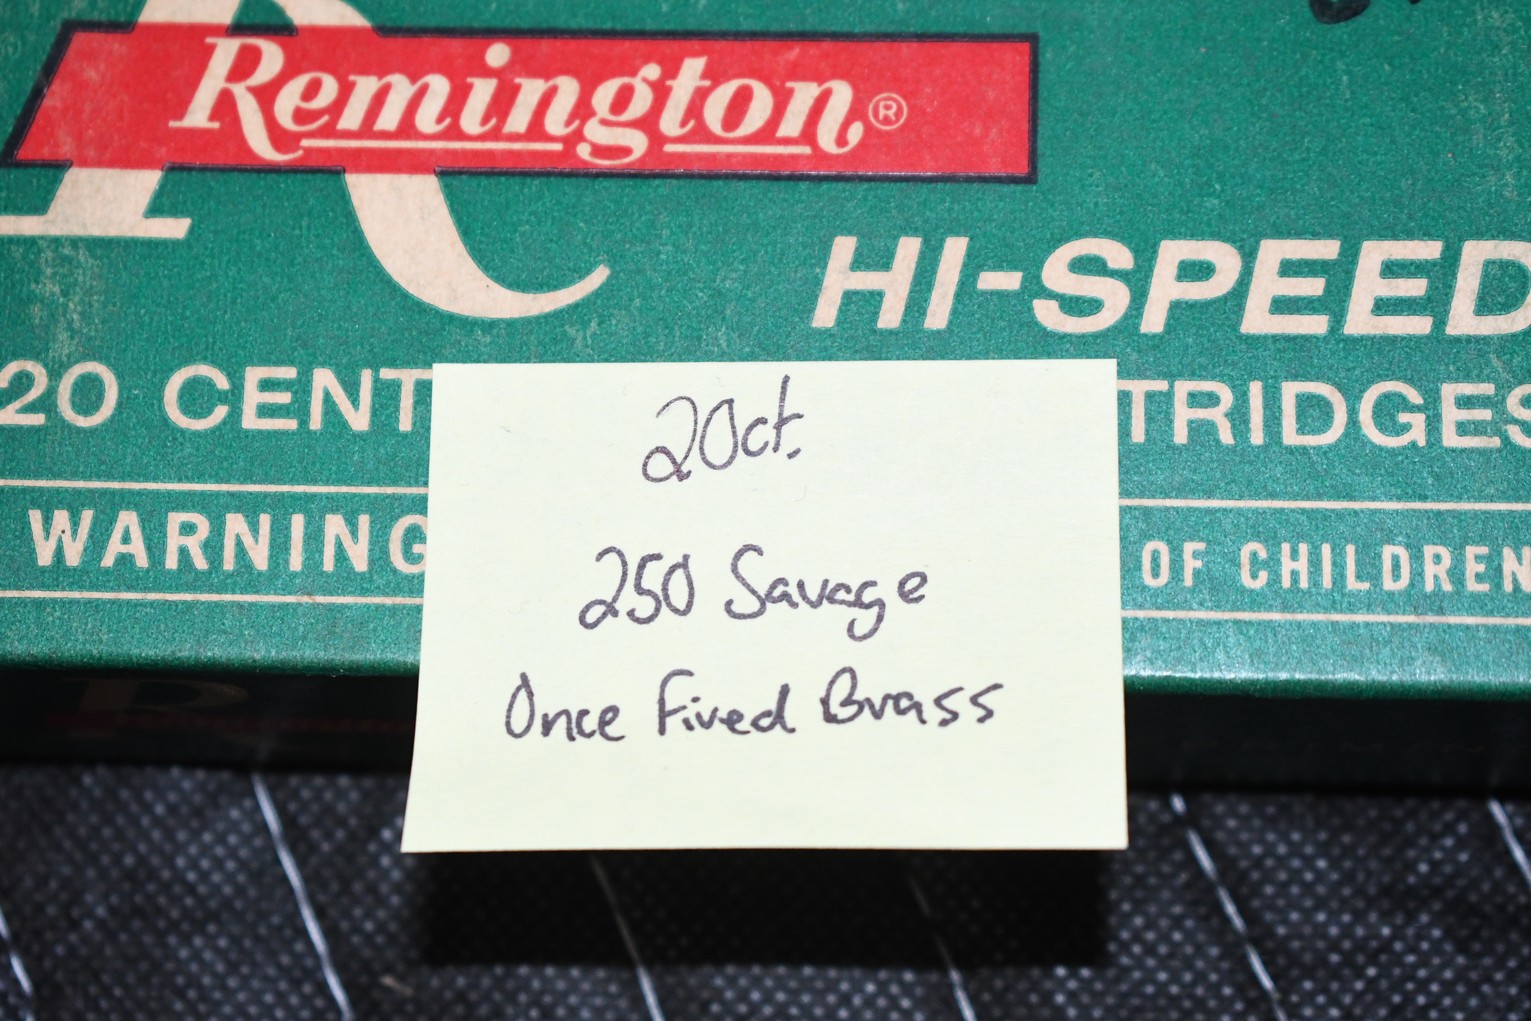 Remington®
HI-SPEED
20 CENT
TRIDGES
WARNING
OF CHILDREN
20ct.
250 Savage
Once Fired Brass